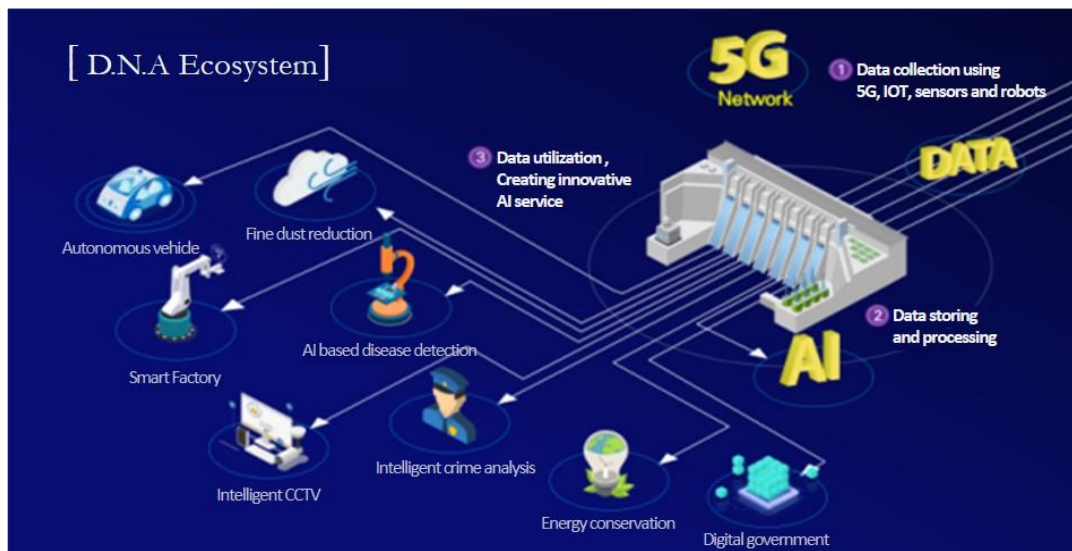 [ D.N.A Ecosystem]
5G
Network
1 Data collection using
5G, IOT, sensors and robots
DATA
3 Data utilization ,
Creating innovative
AI service
Autonomous vehicle
Fine dust reduction
2 Data storing
and processing
AI
Smart Factory
AI based disease detection
Intelligent CCTV
Intelligent crime analysis
Energy conservation
Digital government